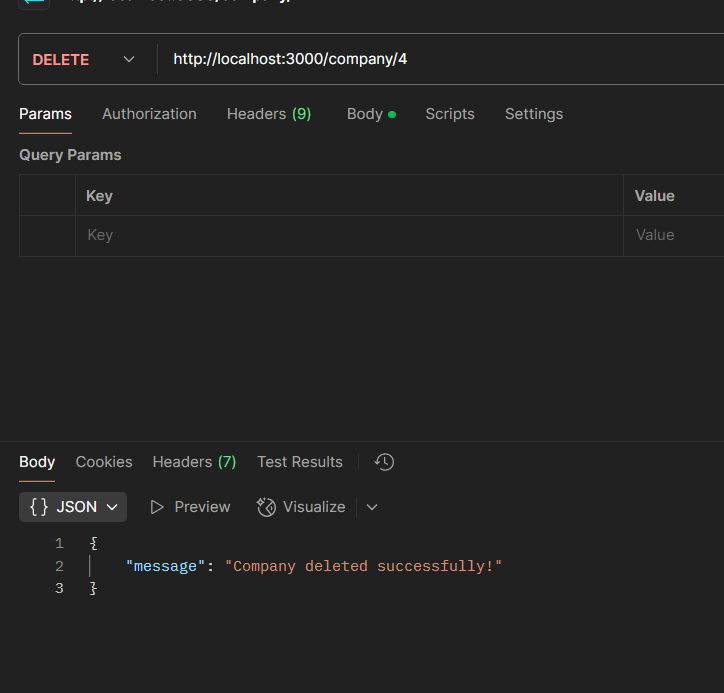 DELETE http://localhost:3000/company/4
Params Authorization Headers (9) Body Scripts Settings
Query Params
Key Value
Key Value
Body Cookies Headers (7) Test Results
{} JSON Preview Visualize
1 {
2 "message": "Company deleted successfully!"
3 }